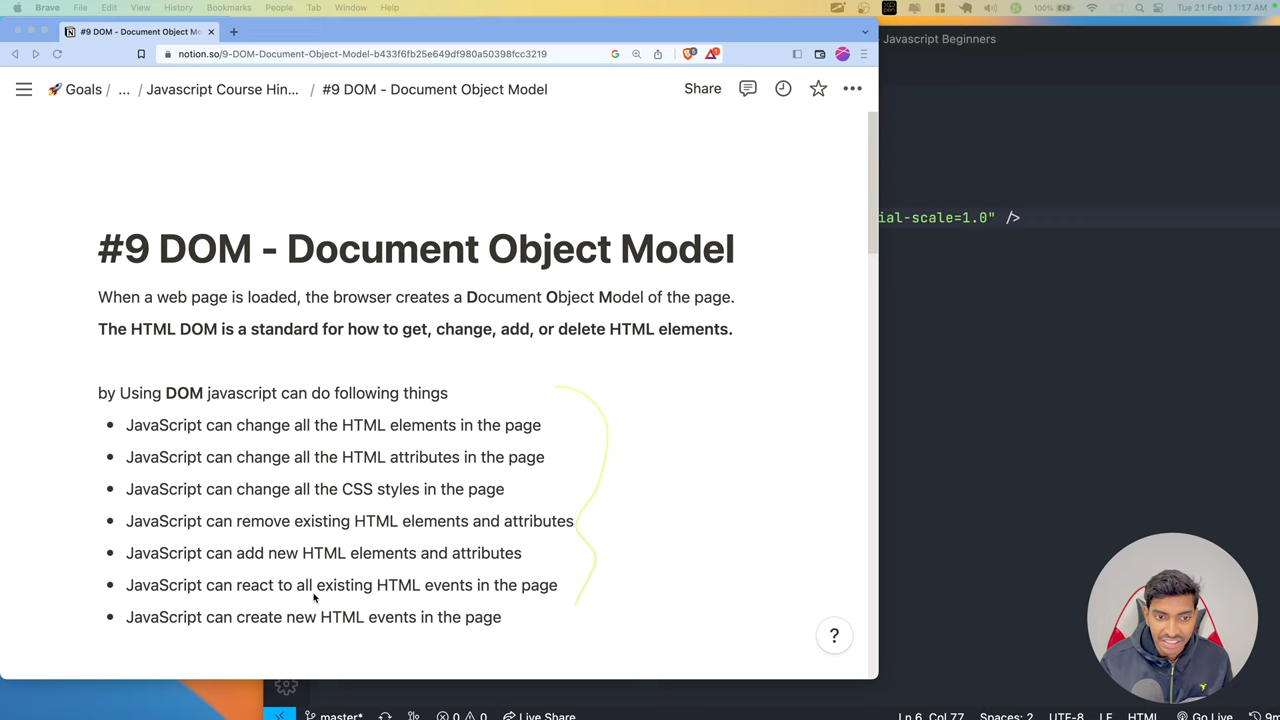 Brave File Edit View History Bookmarks People Tab Window Help 100% Tue 21 Feb 11:17 AM
#9 DOM - Document Object Mo
Javascript Beginners
notion.so/9-DOM-Document-Object-Model-b433f6fb25e649df980a50398fcc3219
🚀 Goals / ... / Javascript Course Hin... / #9 DOM - Document Object Model Share
ial-scale=1.0" />
#9 DOM - Document Object Model
When a web page is loaded, the browser creates a Document Object Model of the page.
The HTML DOM is a standard for how to get, change, add, or delete HTML elements.
by Using DOM javascript can do following things
• JavaScript can change all the HTML elements in the page
• JavaScript can change all the HTML attributes in the page
• JavaScript can change all the CSS styles in the page
• JavaScript can remove existing HTML elements and attributes
• JavaScript can add new HTML elements and attributes
• JavaScript can react to all existing HTML events in the page
• JavaScript can create new HTML events in the page
?
master* 0 0 Live Share Ln 6, Col 77 Spaces: 2 UTF-8 LF HTML Go Live